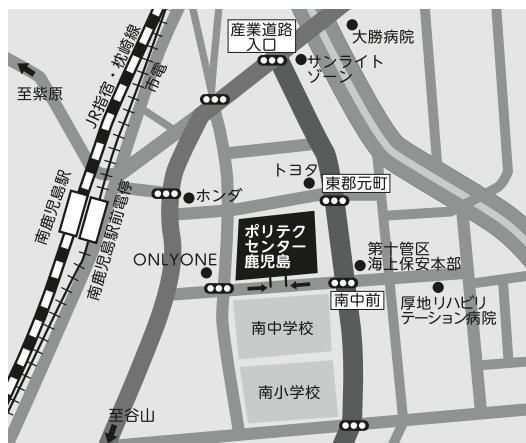 産業道路
入口
大勝病院
サンライト
ゾーン
JR指宿・枕崎線
市電
至紫原
トヨタ
東郡元町
ホンダ
南鹿児島駅
南鹿児島駅前電停
ポリテク
センター
鹿児島
ONLYONE
第十管区
海上保安本部
南中前
厚地リハビリ
テーション病院
南中学校
南小学校
至谷山